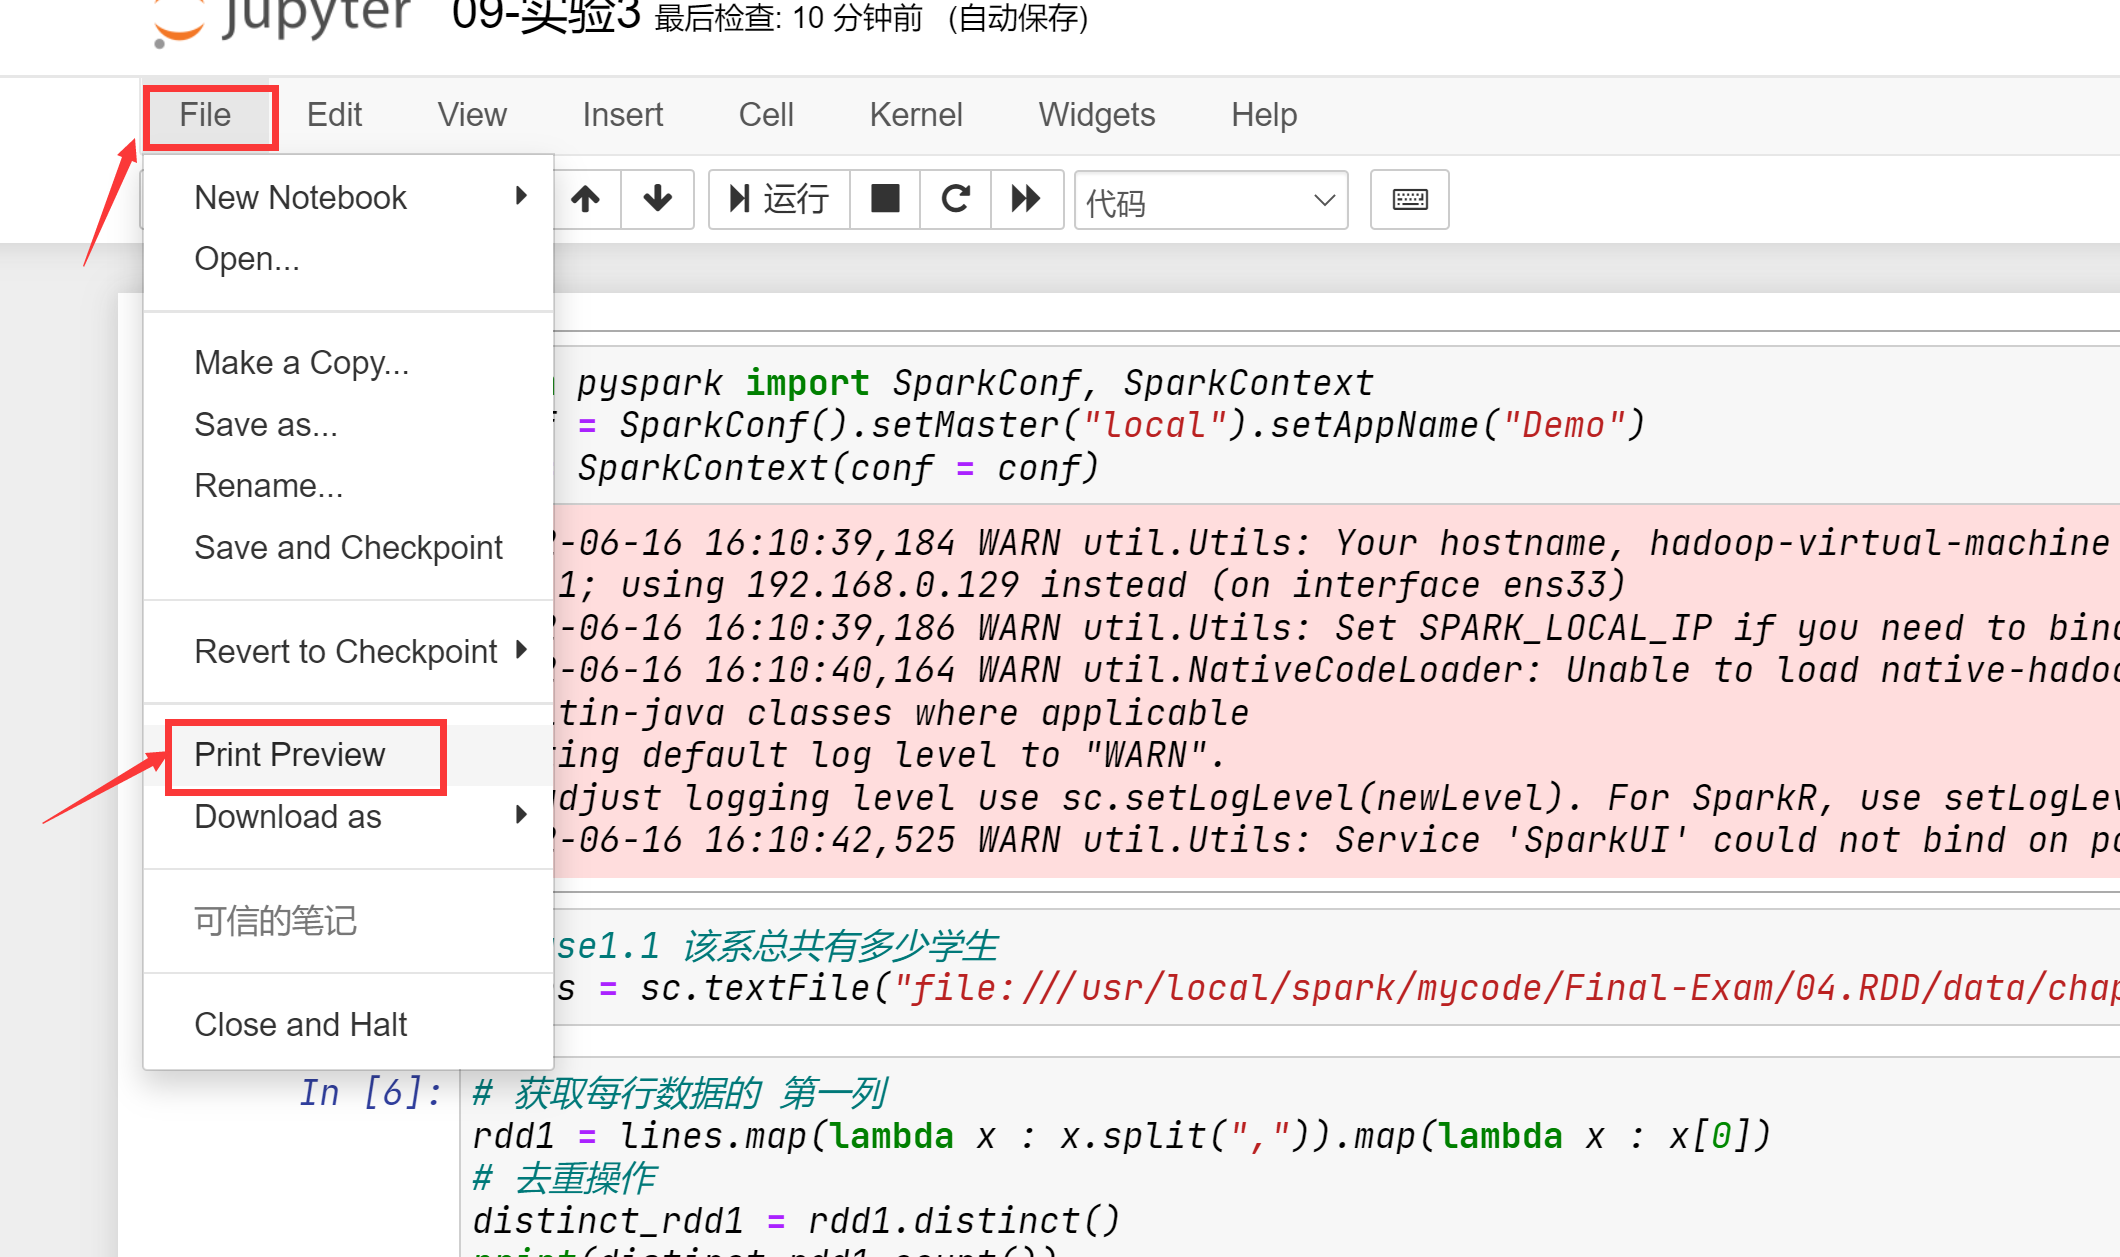 jupyter 09-实验3 最后检查: 10 分钟前 (自动保存)
File Edit View Insert Cell Kernel Widgets Help
运行 代码
New Notebook
Open...
Make a Copy...
Save as...
Rename...
Save and Checkpoint
Revert to Checkpoint
Print Preview
Download as
可信的笔记
Close and Halt
pyspark import SparkConf, SparkContext
= SparkConf().setMaster("local").setAppName("Demo")
SparkContext(conf = conf)
-06-16 16:10:39,184 WARN util.Utils: Your hostname, hadoop-virtual-machine
1; using 192.168.0.129 instead (on interface ens33)
-06-16 16:10:39,186 WARN util.Utils: Set SPARK_LOCAL_IP if you need to bind
-06-16 16:10:40,164 WARN util.NativeCodeLoader: Unable to load native-hadoo
tin-java classes where applicable
ing default log level to "WARN".
djust logging level use sc.setLogLevel(newLevel). For SparkR, use setLogLev
-06-16 16:10:42,525 WARN util.Utils: Service 'SparkUI' could not bind on po
se1.1 该系总共有多少学生
s = sc.textFile("file:///usr/local/spark/mycode/Final-Exam/04.RDD/data/chap
In [6]: # 获取每行数据的 第一列
rdd1 = lines.map(lambda x : x.split(",")).map(lambda x : x[0])
# 去重操作
distinct_rdd1 = rdd1.distinct()
print(distinct_rdd1.count())